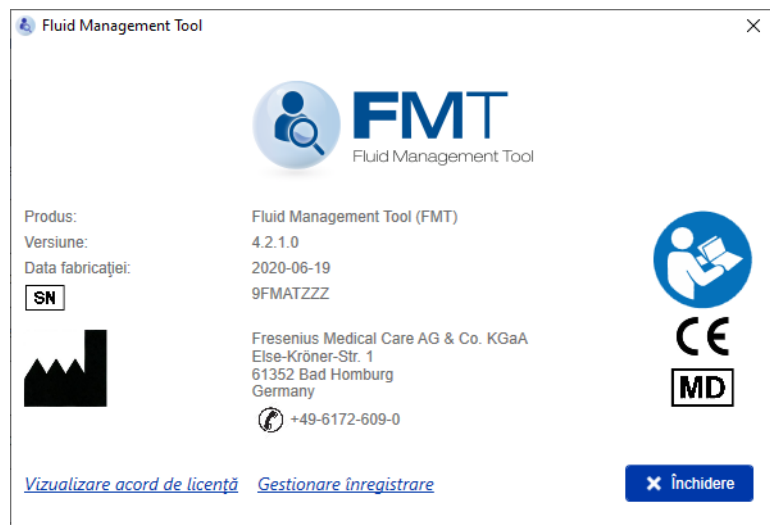 Fluid Management Tool
FMT
Fluid Management Tool
Produs: Fluid Management Tool (FMT)
Versiune: 4.2.1.0
Data fabricaţiei: 2020-06-19
SN 9FMATZZZ
Fresenius Medical Care AG & Co. KGaA
Else-Kröner-Str. 1
61352 Bad Homburg
Germany
+49-6172-609-0
CE
MD
Vizualizare acord de licenţă Gestionare înregistrare
Închidere